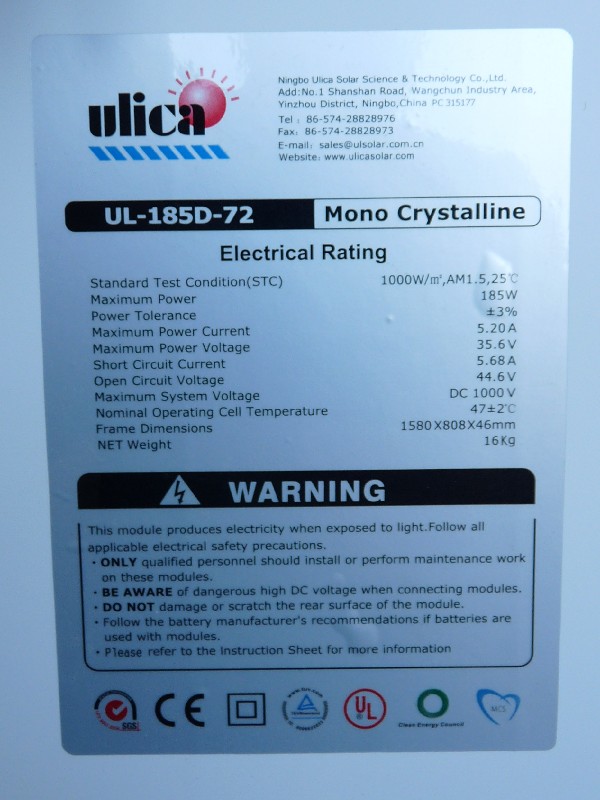 ulica
Ningbo Ulica Solar Science & Technology Co.,Ltd.
Add:No.1 Shanshan Road, Wangchun Industry Area,
Yinzhou District, Ningbo,China PC 315177
Tel : 86-574-28828976
Fax: 86-574-28828973
E-mail: sales@ulsolar.com.cn
Website: www.ulicasolar.com
UL-185D-72 Mono Crystalline
Electrical Rating
Standard Test Condition(STC) 1000W/㎡,AM1.5,25℃
Maximum Power 185W
Power Tolerance ±3%
Maximum Power Current 5.20A
Maximum Power Voltage 35.6V
Short Circuit Current 5.68A
Open Circuit Voltage 44.6V
Maximum System Voltage DC 1000V
Nominal Operating Cell Temperature 47±2℃
Frame Dimensions 1580X808X46mm
NET Weight 16Kg
WARNING
This module produces electricity when exposed to light.Follow all
applicable electrical safety precautions.
· ONLY qualified personnel should install or perform maintenance work
on these modules.
· BE AWARE of dangerous high DC voltage when connecting modules.
· DO NOT damage or scratch the rear surface of the module.
· Follow the battery manufacturer's recommendations if batteries are
used with modules.
· Please refer to the Instruction Sheet for more information
SGS
CE
UL
Clean Energy Council
MCS